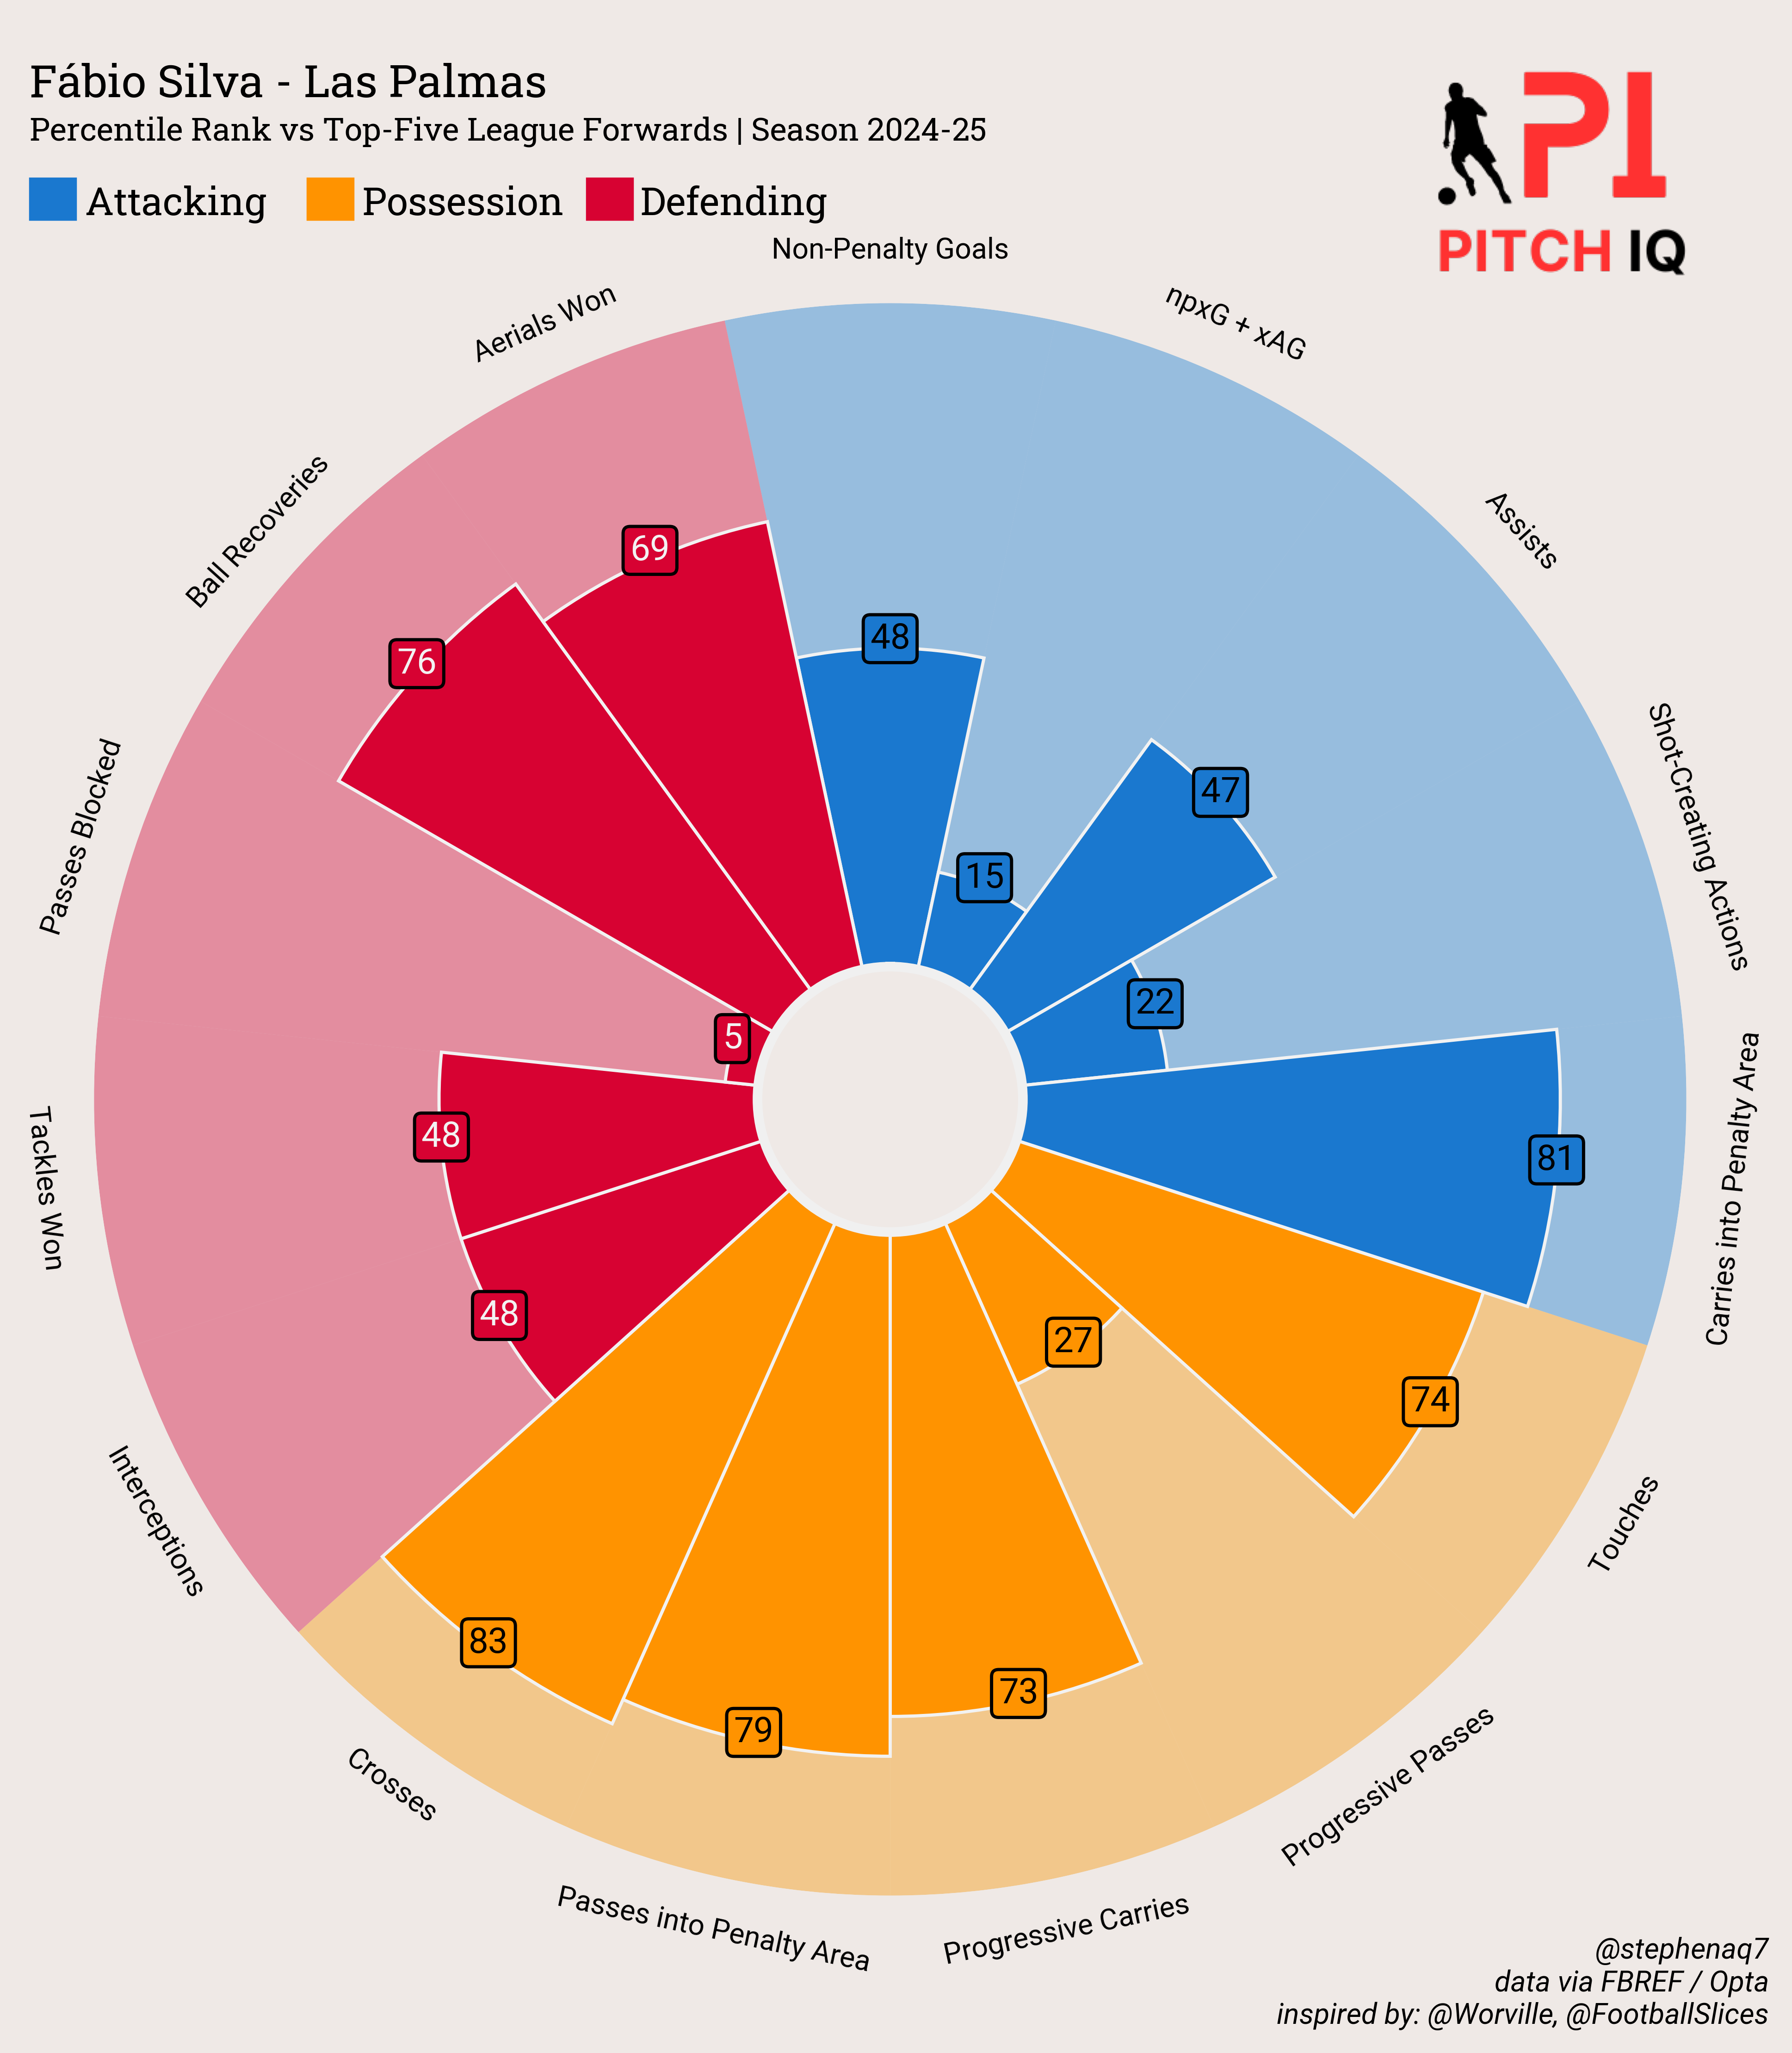 Fábio Silva - Las Palmas
Percentile Rank vs Top-Five League Forwards | Season 2024-25
Attacking
Possession
Defending
PI
PITCH IQ
Non-Penalty Goals
npxG + xAG
Assists
Shot-Creating Actions
Carries into Penalty Area
Touches
Progressive Passes
Progressive Carries
Passes into Penalty Area
Crosses
Interceptions
Tackles Won
Passes Blocked
Ball Recoveries
Aerials Won
48
15
47
22
81
74
27
73
79
83
48
48
5
76
69
@stephenaq7
data via FBREF / Opta
inspired by: @Worville, @FootballSlices